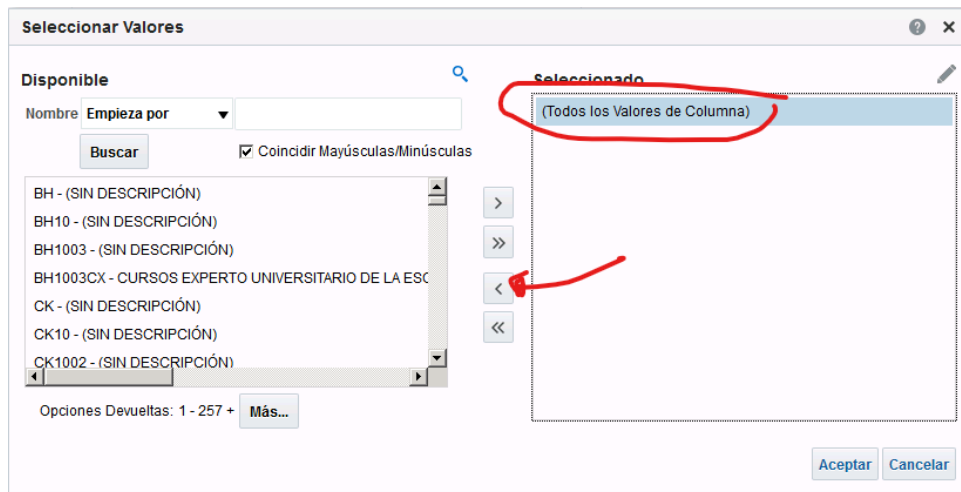 Seleccionar Valores
Disponible
Nombre Empieza por
Buscar
Coincidir Mayúsculas/Minúsculas
BH - (SIN DESCRIPCIÓN)
BH10 - (SIN DESCRIPCIÓN)
BH1003 - (SIN DESCRIPCIÓN)
BH1003CX - CURSOS EXPERTO UNIVERSITARIO DE LA ESC
CK - (SIN DESCRIPCIÓN)
CK10 - (SIN DESCRIPCIÓN)
CK1002 - (SIN DESCRIPCIÓN)
Opciones Devueltas: 1 - 257 + Más...
Seleccionado
(Todos los Valores de Columna)
Aceptar Cancelar